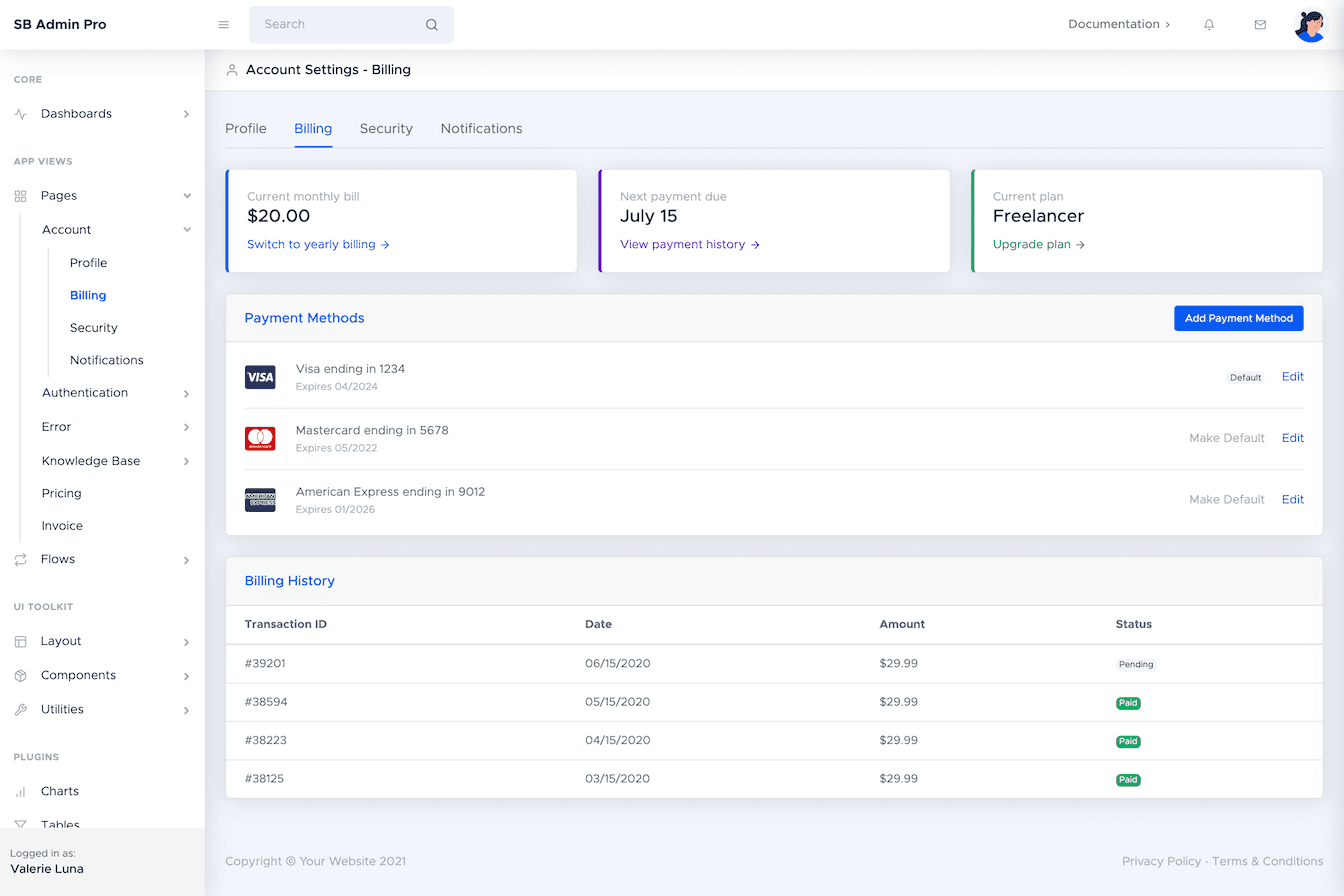 SB Admin Pro
Search
Documentation
CORE
Dashboards
APP VIEWS
Pages
Account
Profile
Billing
Security
Notifications
Authentication
Error
Knowledge Base
Pricing
Invoice
Flows
UI TOOLKIT
Layout
Components
Utilities
PLUGINS
Charts
Tables
Logged in as:
Valerie Luna
Account Settings - Billing
Profile Billing Security Notifications
Current monthly bill
$20.00
Switch to yearly billing →
Next payment due
July 15
View payment history →
Current plan
Freelancer
Upgrade plan →
Payment Methods
Add Payment Method
VISA
Visa ending in 1234
Expires 04/2024
Default Edit
mastercard
Mastercard ending in 5678
Expires 05/2022
Make Default Edit
AMERICAN
EXPRESS
American Express ending in 9012
Expires 01/2026
Make Default Edit
Billing History
Transaction ID Date Amount Status
#39201 06/15/2020 $29.99 Pending
#38594 05/15/2020 $29.99 Paid
#38223 04/15/2020 $29.99 Paid
#38125 03/15/2020 $29.99 Paid
Copyright © Your Website 2021
Privacy Policy · Terms & Conditions